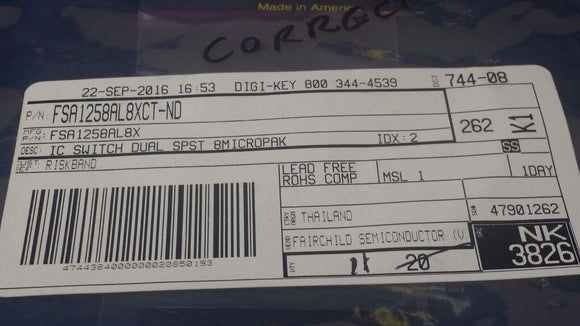 Made in America
CORREC
22-SEP-2016 16:53 DIGI-KEY 800 344-4539 744-08
P/N: FSA1258AL8XCT-ND
MFG P/N: FSA1258AL8X
DESC: IC SWITCH DUAL SPST 8MICROPAK IDX: 2
262 K1
SS
CUST REF RISKBAND
LEAD FREE
ROHS COMP
MSL 1
1DAY
THAILAND
SO# 47901262
FAIRCHILD SEMICONDUCTOR (V
QTY 11 20
NK
3826